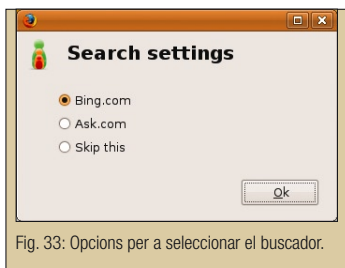 Search settings
Bing.com
Ask.com
Skip this
Ok
Fig. 33: Opcions per a seleccionar el buscador.